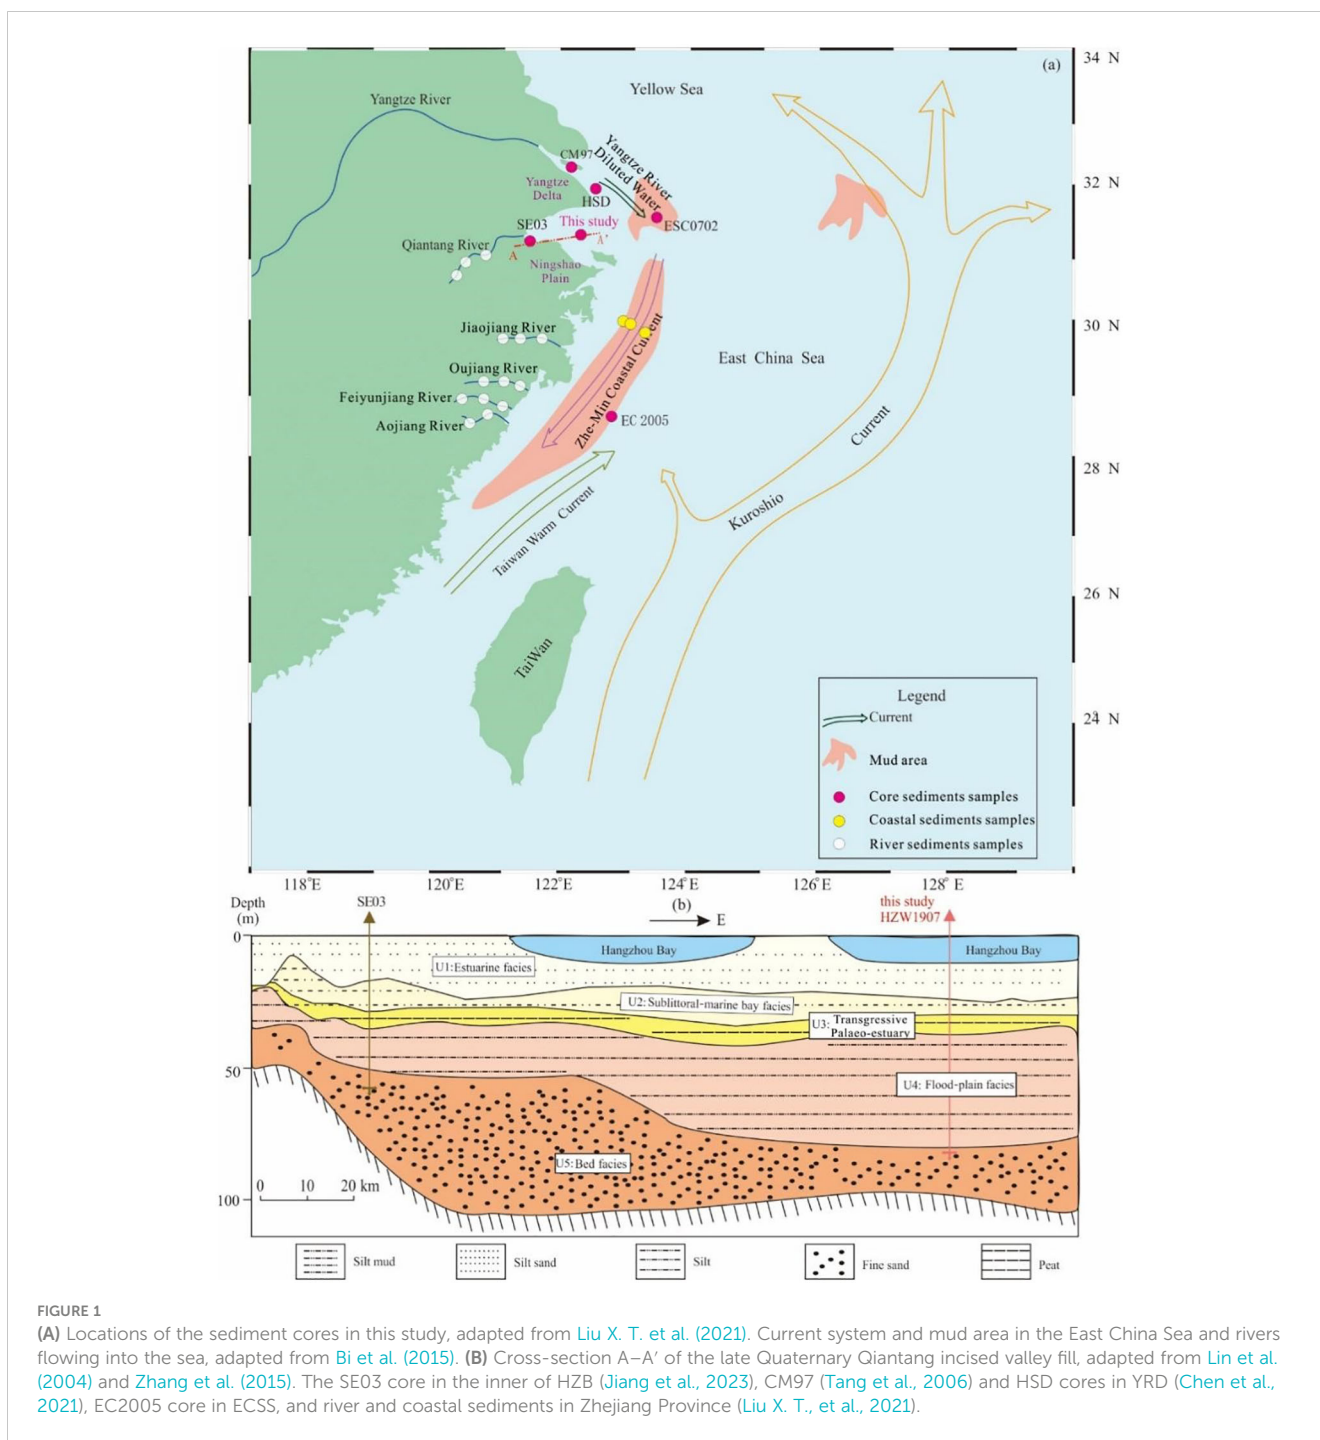 34 N
(a)
Yellow Sea
Yangtze River
CM97
Yangtze River
Diluted Water
32 N
Yangtze
Delta
HSD
SE03
This study
ESC0702
A
A'
Qiantang River
Ningshao
Plain
30 N
Jiaojiang River
East China Sea
Oujiang River
Zhe-Min Coastal Current
Feiyunjiang River
Aojiang River
EC 2005
Current
28 N
Kuroshio
Taiwan Warm Current
26 N
TaiWan
Legend
Current
Mud area
Core sediments samples
Coastal sediments samples
River sediments samples
24 N
118°E
120°E
122°E
124°E
126°E
128°E
Depth
(m)
SE03
(b)
E
this study
HZW1907
0
Hangzhou Bay
Hangzhou Bay
U1:Estuarine facies
U2: Sublittoral-marine bay facies
U3: Transgressive
Palaeo-estuary
50
U4: Flood-plain facies
U5: Bed facies
0 10 20 km
100
Silt mud
Silt sand
Silt
Fine sand
Peat
FIGURE 1
(A) Locations of the sediment cores in this study, adapted from Liu X. T. et al. (2021). Current system and mud area in the East China Sea and rivers
flowing into the sea, adapted from Bi et al. (2015). (B) Cross-section A–A′ of the late Quaternary Qiantang incised valley fill, adapted from Lin et al.
(2004) and Zhang et al. (2015). The SE03 core in the inner of HZB (Jiang et al., 2023), CM97 (Tang et al., 2006) and HSD cores in YRD (Chen et al.,
2021), EC2005 core in ECSS, and river and coastal sediments in Zhejiang Province (Liu X. T., et al., 2021).